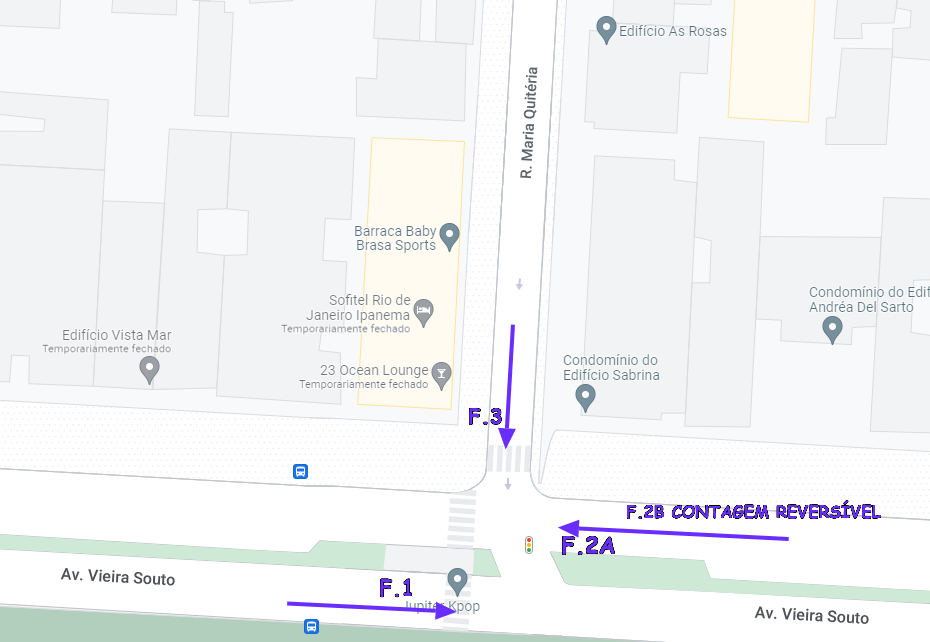 Edifício As Rosas
R. Maria Quitéria
Barraca Baby
Brasa Sports
Sofitel Rio de
Janeiro Ipanema
Temporariamente fechado
Edifício Vista Mar
Temporariamente fechado
23 Ocean Lounge
Temporariamente fechado
Condomínio do Edif
Andréa Del Sarto
Condomínio do
Edifício Sabrina
F.3
F.2B CONTAGEM REVERSÍVEL
F.2A
Av. Vieira Souto
F.1
Jupiter Kpop
Av. Vieira Souto